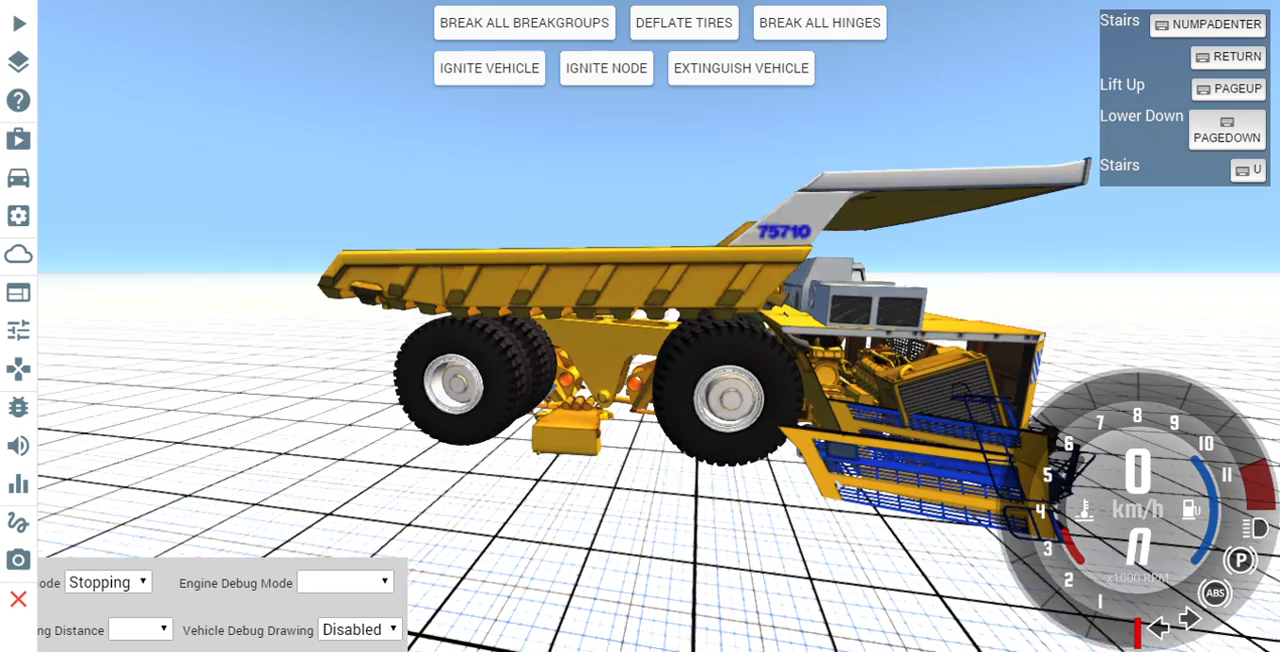 BREAK ALL BREAKGROUPS DEFLATE TIRES BREAK ALL HINGES
IGNITE VEHICLE IGNITE NODE EXTINGUISH VEHICLE
Stairs NUMPADENTER
RETURN
Lift Up PAGEUP
Lower Down PAGEDOWN
Stairs U
75710
1 2 3 4 5 6 7 8 9 10 11
0
km/h
0
x1000 RPM
U
P
ABS
ode Stopping Engine Debug Mode
ng Distance Vehicle Debug Drawing Disabled